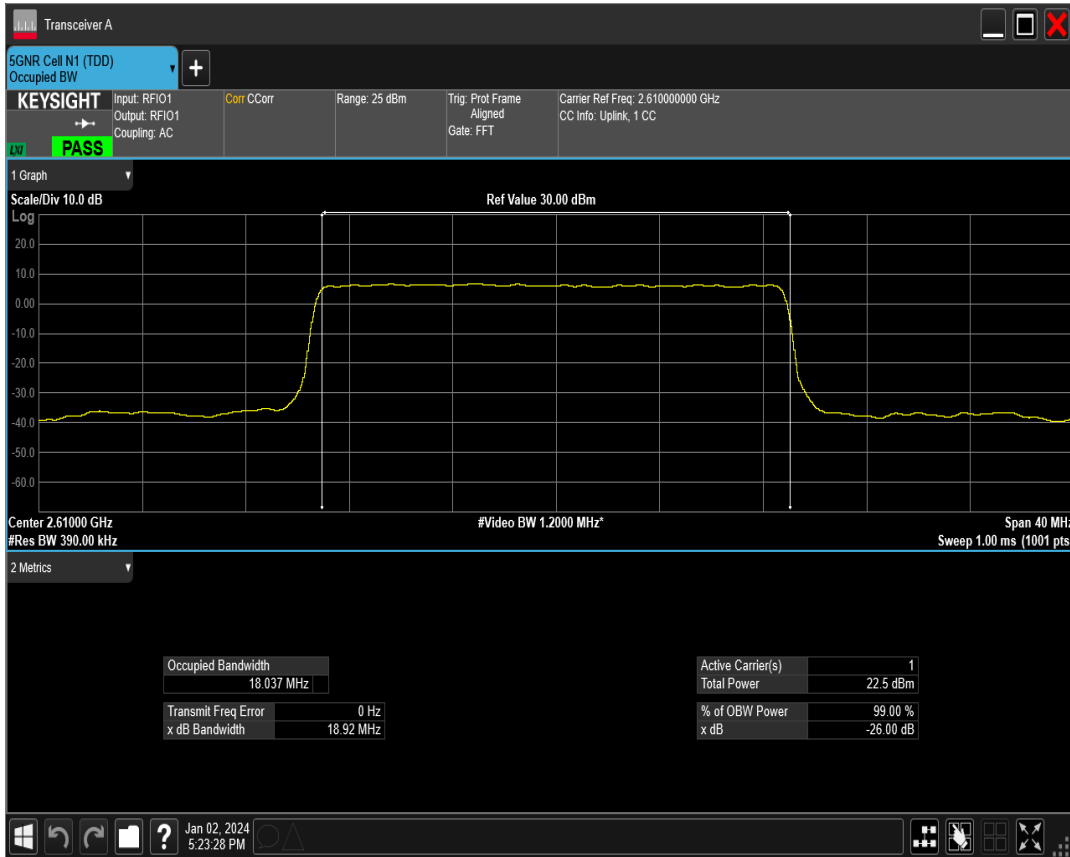 Transceiver A
5GNR Cell N1 (TDD)
Occupied BW
+
KEYSIGHT
LXI
PASS
Input: RFIO1
Output: RFIO1
Coupling: AC
Corr CCorr
Range: 25 dBm
Trig: Prot Frame
Aligned
Gate: FFT
Carrier Ref Freq: 2.610000000 GHz
CC Info: Uplink, 1 CC
1 Graph
Scale/Div 10.0 dB
Ref Value 30.00 dBm
Log
20.0
10.0
0.00
-10.0
-20.0
-30.0
-40.0
-50.0
-60.0
Center 2.61000 GHz
#Video BW 1.2000 MHz*
Span 40 MHz
#Res BW 390.00 kHz
Sweep 1.00 ms (1001 pts
2 Metrics
Occupied Bandwidth
18.037 MHz
Transmit Freq Error 0 Hz
x dB Bandwidth 18.92 MHz
Active Carrier(s) 1
Total Power 22.5 dBm
% of OBW Power 99.00 %
x dB -26.00 dB
?
Jan 02, 2024
5:23:28 PM